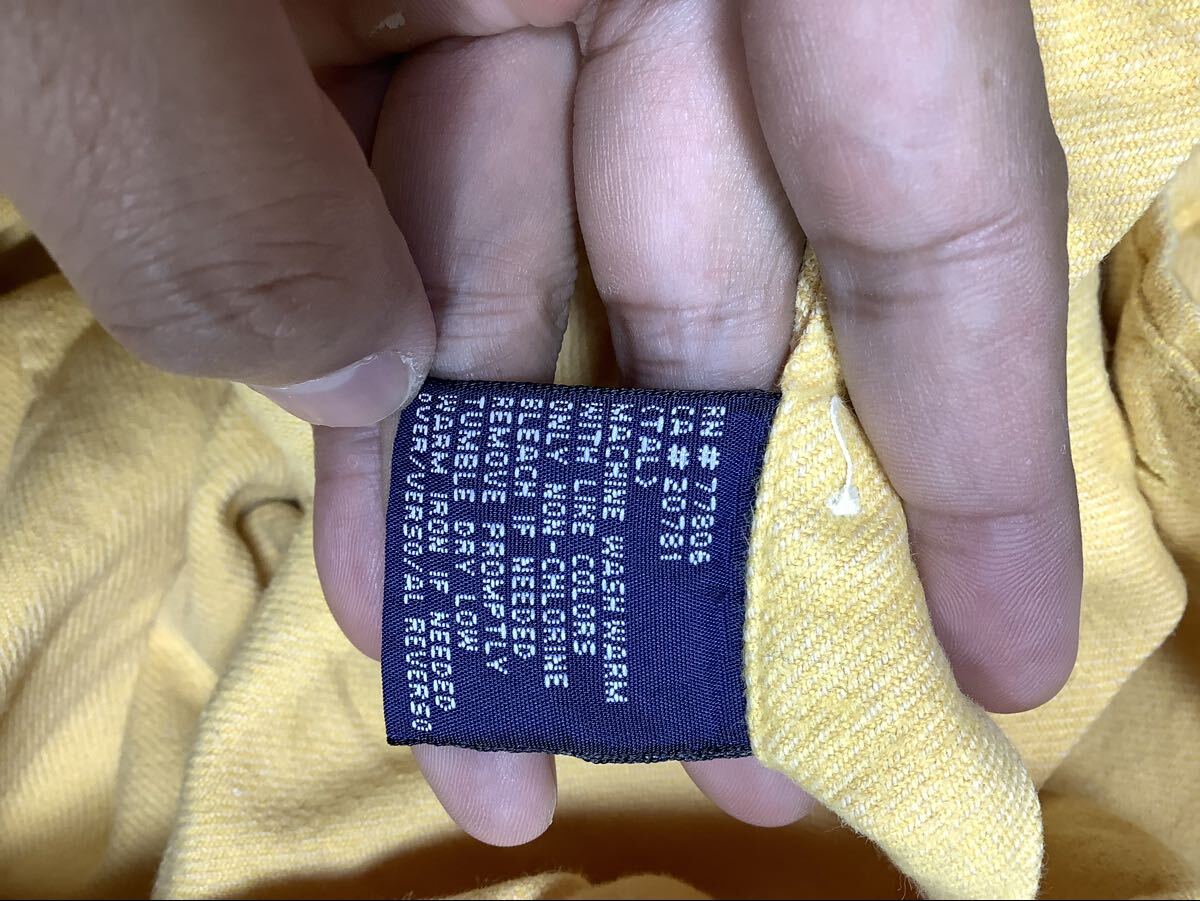 RN # 77806
CA # 20781
(TAL)
MACHINE WASH WARM
WITH LIKE COLORS
ONLY NON-CHLORINE
BLEACH IF NEEDED
REMOVE PROMPTLY
TUMBLE DRY LOW
WARM IRON IF NEEDED
OVER/VERSO/AL REVERSO